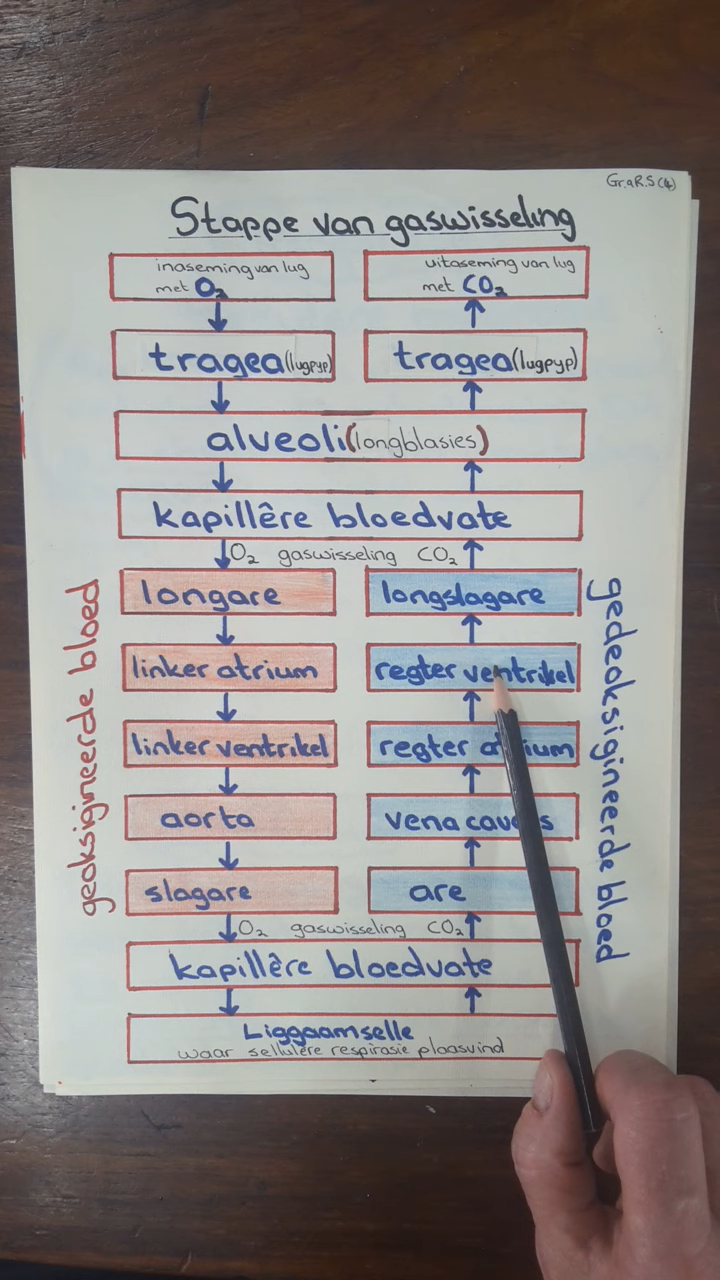 Gr.9R.S(4)
Stappe van gaswisseling
inaseming van lug
met O₂
uitaseming van lug
met CO₂
tragea(lugpyp)
tragea(lugpyp)
alveoli(longblasies)
kapillêre bloedvate
O₂ gaswisseling CO₂
longare
longslagare
linker atrium
regter ventrikel
linker ventrikel
regter atrium
aorta
vena
slagare
are
O₂ gaswisseling CO₂
kapillêre bloedvate
Liggaamselle
waar sellulêre respirasie plaasvind
geoksigineerde bloed
gedeoksigineerde bloed